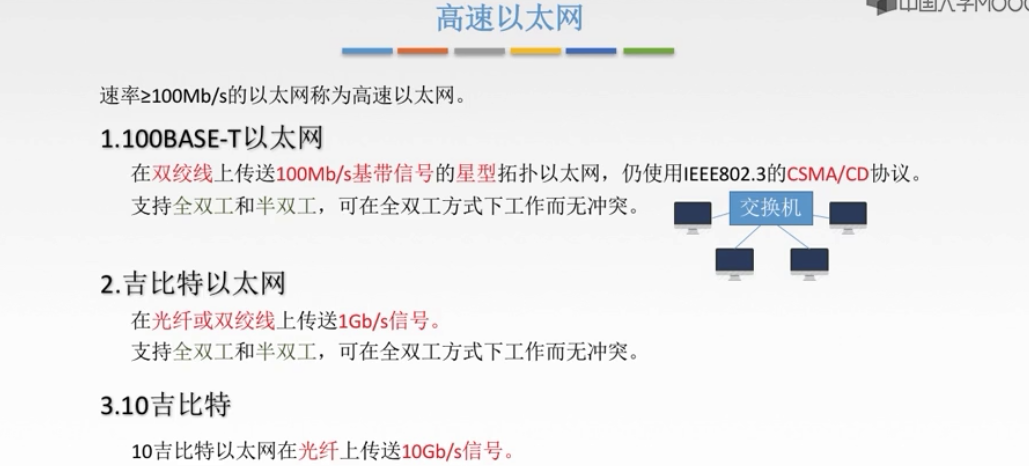 高速以太网
中国大学MOOC
速率≥100Mb/s的以太网称为高速以太网。
1.100BASE-T以太网
在双绞线上传送100Mb/s基带信号的星型拓扑以太网，仍使用IEEE802.3的CSMA/CD协议。
支持全双工和半双工，可在全双工方式下工作而无冲突。
交换机
2.吉比特以太网
在光纤或双绞线上传送1Gb/s信号。
支持全双工和半双工，可在全双工方式下工作而无冲突。
3.10吉比特
10吉比特以太网在光纤上传送10Gb/s信号。